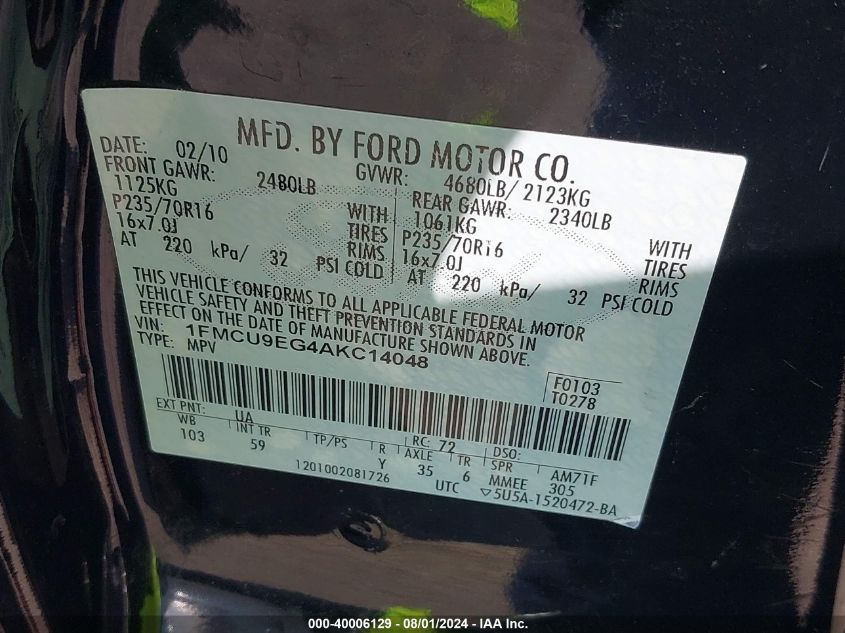 MFD. BY FORD MOTOR CO.
DATE: 02/10 GVWR: 4680LB/ 2123KG
FRONT GAWR: 2480LB REAR GAWR: 2340LB
1125KG WITH 1061KG WITH
P235/70R16 TIRES P235/70R16 TIRES
16x7.0J RIMS 16x7.0J RIMS
AT 220 kPa/ 32 PSI COLD AT 220 kPa/ 32 PSI COLD
THIS VEHICLE CONFORMS TO ALL APPLICABLE FEDERAL MOTOR
VEHICLE SAFETY AND THEFT PREVENTION STANDARDS IN
EFFECT ON THE DATE OF MANUFACTURE SHOWN ABOVE.
VIN: 1FMCU9EG4AKC14048
TYPE: MPV
F0103
T0278
EXT PNT: UA RC: 72 DSO:
WB INT TR TP/PS R AXLE TR SPR AM71F
103 59 Y 35 6 MMEE 305
1201002081726 UTC ▽5U5A-1520472-BA
000-40006129 - 08/01/2024 - IAA Inc.